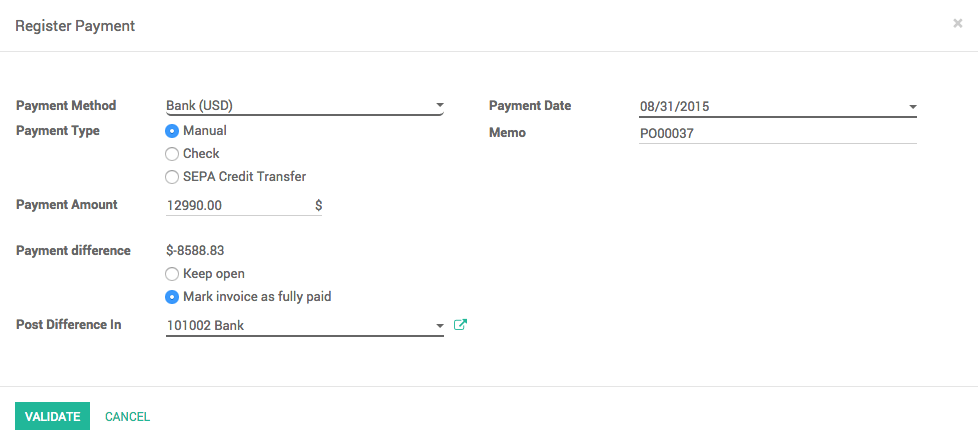 Register Payment ×
Payment Method Bank (USD) Payment Date 08/31/2015
Payment Type Manual Memo PO00037
Check
SEPA Credit Transfer
Payment Amount 12990.00 $
Payment difference $-8588.83
Keep open
Mark invoice as fully paid
Post Difference In 101002 Bank
VALIDATE CANCEL